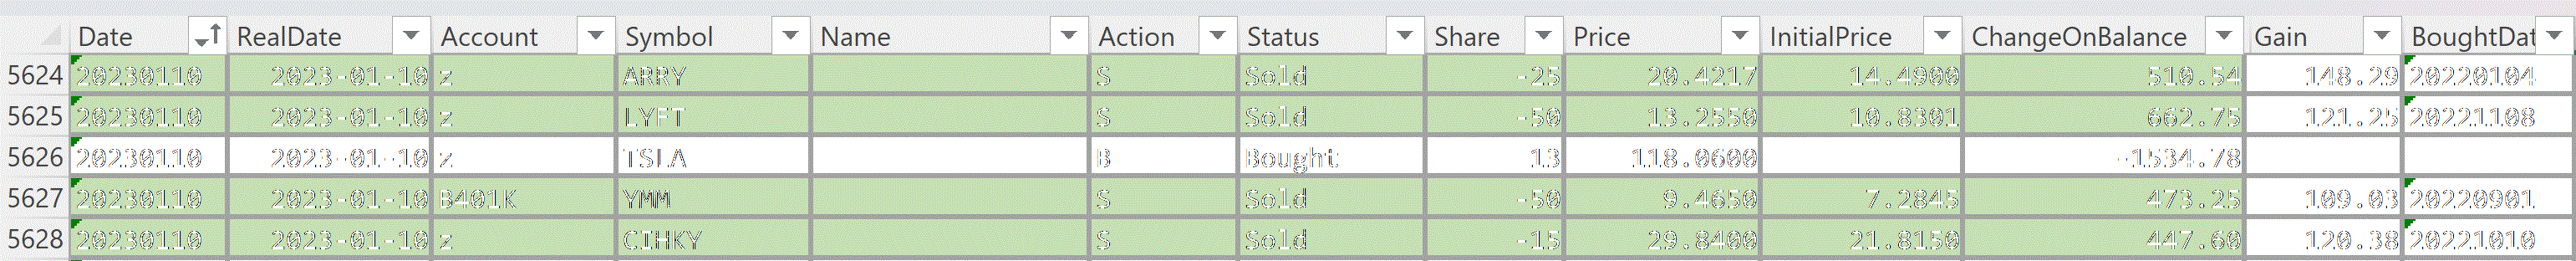 Date RealDate Account Symbol Name Action Status Share Price InitialPrice ChangeOnBalance Gain BoughtDat
5624 20230110 2023-01-10 z ARRY S Sold -25 20.4217 14.4900 510.54 148.29 20220104
5625 20230110 2023-01-10 z LYFT S Sold -50 13.2550 10.8301 662.75 121.25 20221108
5626 20230110 2023-01-10 z TSLA B Bought 13 118.0600 -1534.78
5627 20230110 2023-01-10 B401K YMM S Sold -50 9.4650 7.2845 473.25 109.03 20220901
5628 20230110 2023-01-10 z CIHKY S Sold -15 29.8400 21.8150 447.60 120.38 20221010